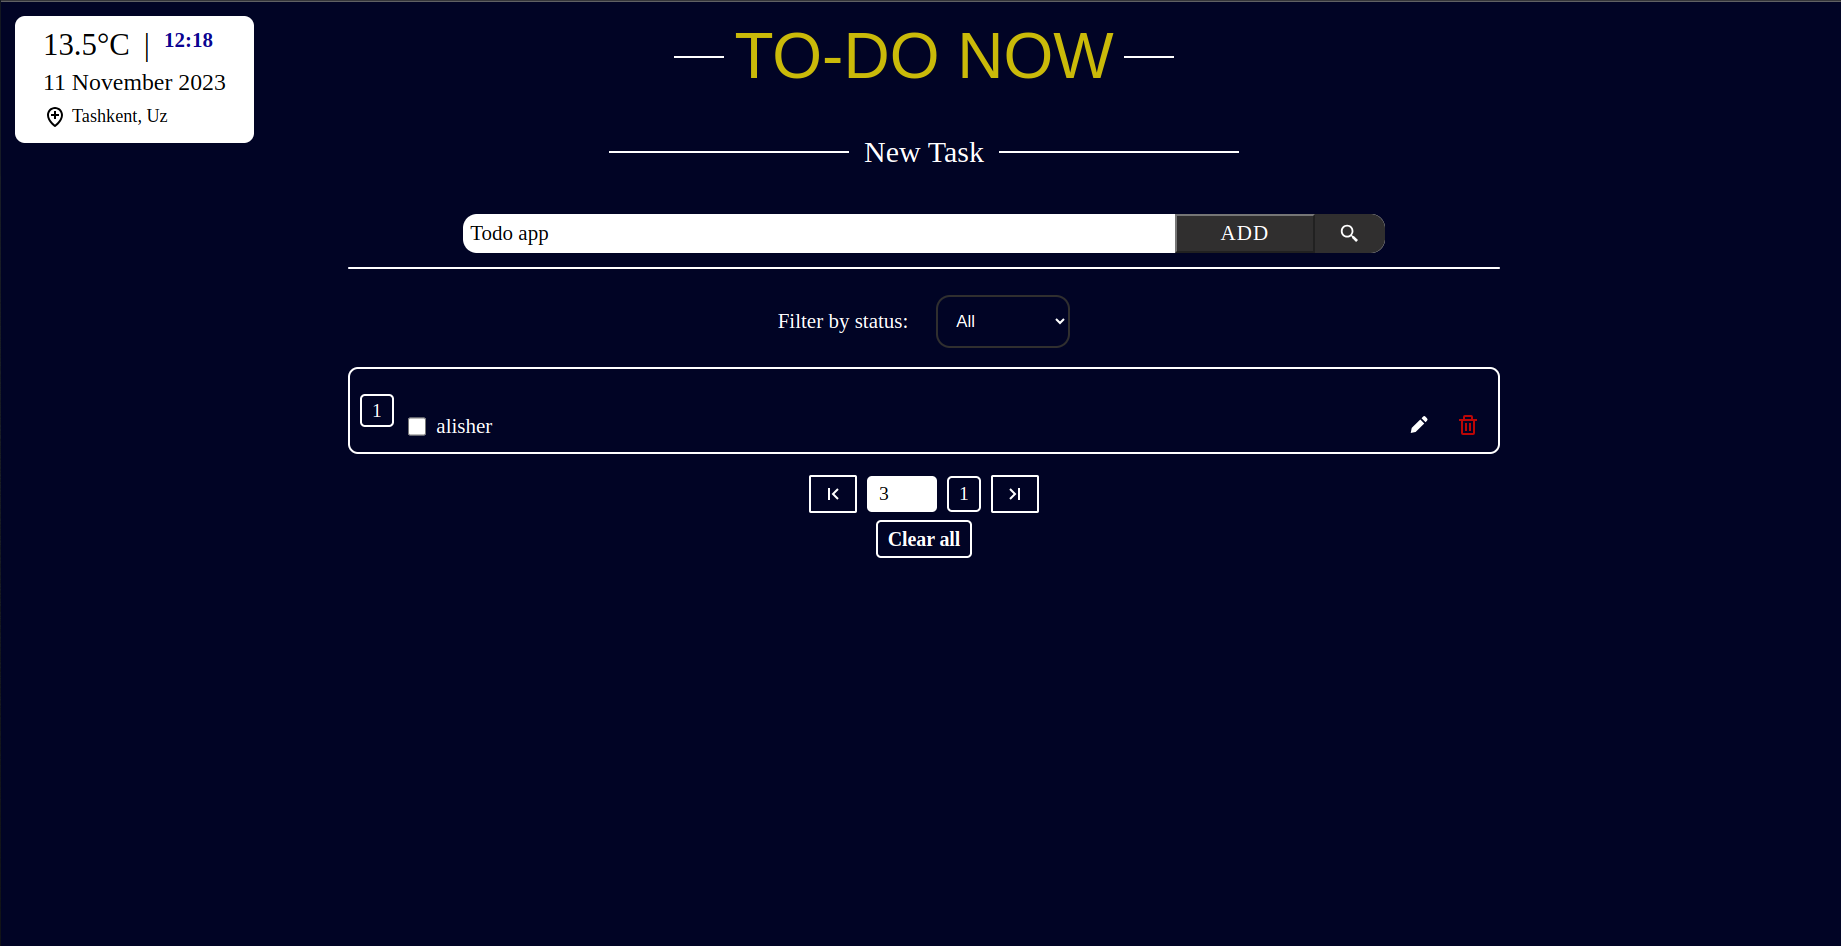 13.5°C | 12:18
11 November 2023
Tashkent, Uz
TO-DO NOW
New Task
Todo app ADD
Filter by status: All
1 alisher
3 1
Clear all